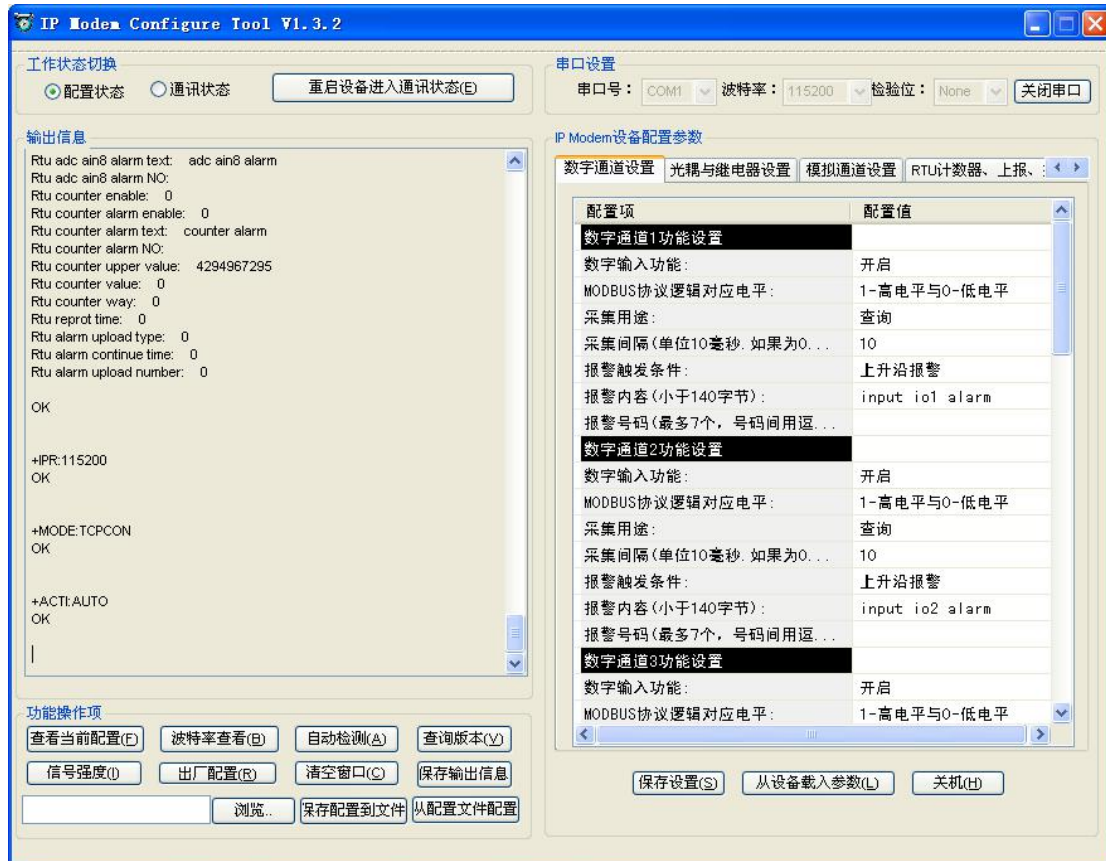 IP Modem Configure Tool V1.3.2
工作状态切换
配置状态
通讯状态
重启设备进入通讯状态(E)
串口设置
串口号： COM1 波特率： 115200 检验位： None 关闭串口
输出信息
Rtu adc ain8 alarm text: adc ain8 alarm
Rtu adc ain8 alarm NO:
Rtu counter enable: 0
Rtu counter alarm enable: 0
Rtu counter alarm text: counter alarm
Rtu counter alarm NO:
Rtu counter upper value: 4294967295
Rtu counter value: 0
Rtu counter way: 0
Rtu reprot time: 0
Rtu alarm upload type: 0
Rtu alarm continue time: 0
Rtu alarm upload number: 0
OK
+IPR:115200
OK
+MODE:TCPCON
OK
+ACTI:AUTO
OK
功能操作项
查看当前配置(F) 波特率查看(B) 自动检测(A) 查询版本(V)
信号强度(I) 出厂配置(R) 清空窗口(C) 保存输出信息
浏览.. 保存配置到文件 从配置文件配置
IP Modem设备配置参数
数字通道设置 光耦与继电器设置 模拟通道设置 RTU计数器、上报、
配置项 配置值
数字通道1功能设置
数字输入功能: 开启
MODBUS协议逻辑对应电平: 1-高电平与0-低电平
采集用途: 查询
采集间隔(单位10毫秒.如果为0... 10
报警触发条件: 上升沿报警
报警内容(小于140字节): input io1 alarm
报警号码(最多7个，号码间用逗...
数字通道2功能设置
数字输入功能: 开启
MODBUS协议逻辑对应电平: 1-高电平与0-低电平
采集用途: 查询
采集间隔(单位10毫秒.如果为0... 10
报警触发条件: 上升沿报警
报警内容(小于140字节): input io2 alarm
报警号码(最多7个，号码间用逗...
数字通道3功能设置
数字输入功能: 开启
MODBUS协议逻辑对应电平: 1-高电平与0-低电平
保存设置(S) 从设备载入参数(L) 关机(H)